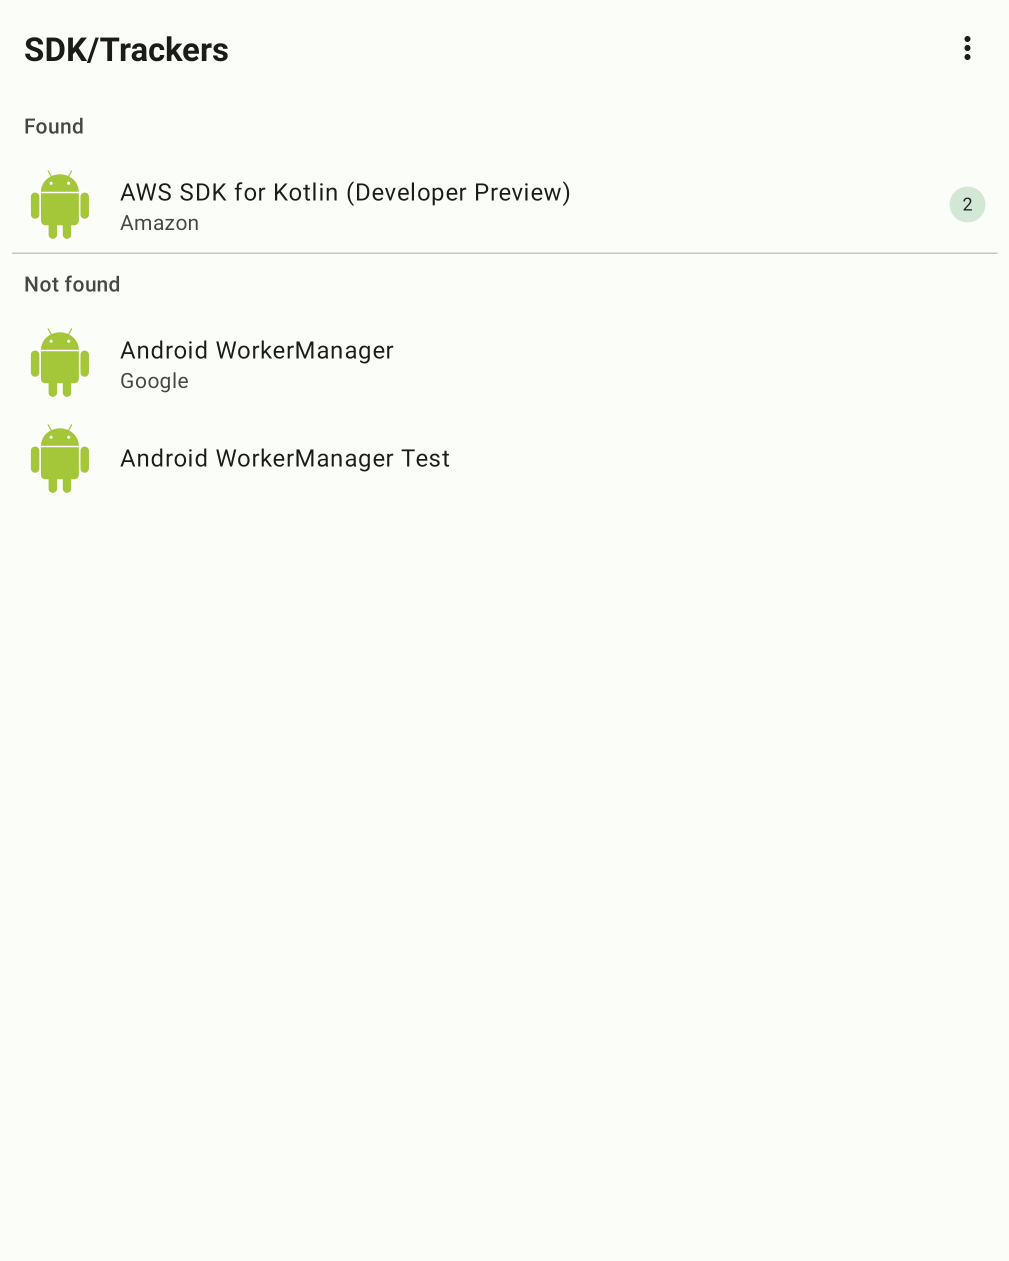 SDK/Trackers
Found
AWS SDK for Kotlin (Developer Preview)
Amazon
2
Not found
Android WorkerManager
Google
Android WorkerManager Test